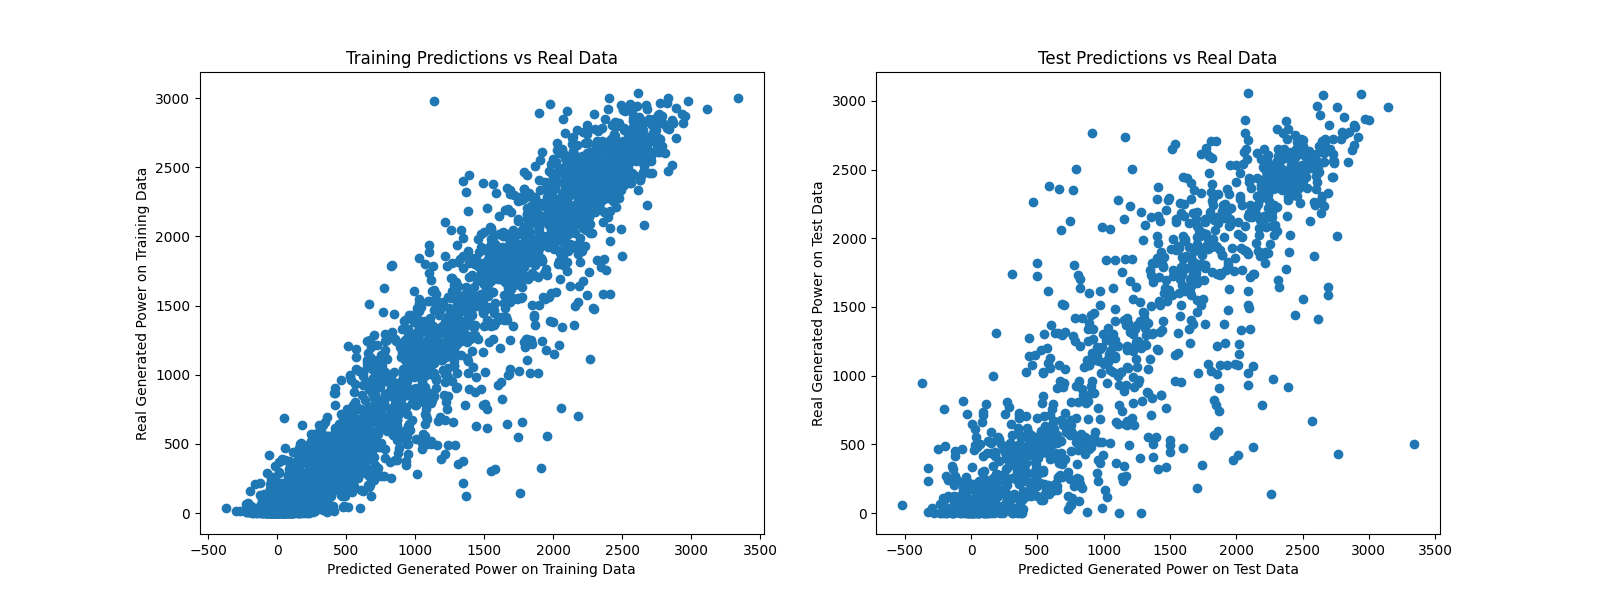 Training Predictions vs Real Data
Real Generated Power on Training Data
3000
2500
2000
1500
1000
500
0
−500 0 500 1000 1500 2000 2500 3000 3500
Predicted Generated Power on Training Data
Test Predictions vs Real Data
Real Generated Power on Test Data
3000
2500
2000
1500
1000
500
0
−500 0 500 1000 1500 2000 2500 3000 3500
Predicted Generated Power on Test Data